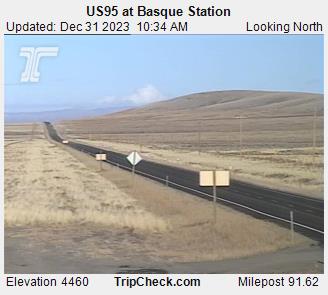 US95 at Basque Station
Updated: Dec 31 2023 10:34 AM Looking North
Elevation 4460 TripCheck.com Milepost 91.62